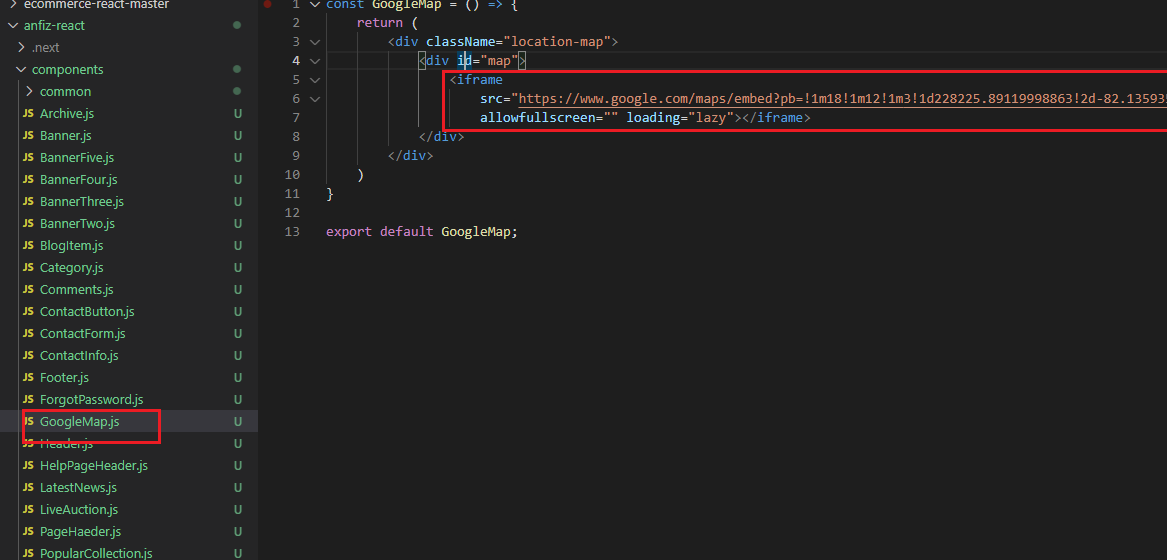 ecommerce-react-master
anfiz-react
.next
components
common
JS Archive.js U
JS Banner.js U
JS BannerFive.js U
JS BannerFour.js U
JS BannerThree.js U
JS BannerTwo.js U
JS BlogItem.js U
JS Category.js U
JS Comments.js U
JS ContactButton.js U
JS ContactForm.js U
JS ContactInfo.js U
JS Footer.js U
JS ForgotPassword.js U
JS GoogleMap.js U
JS Header.js U
JS HelpPageHeader.js U
JS LatestNews.js U
JS LiveAuction.js U
JS PageHaeder.js U
JS PopularCollection.js U
1 const GoogleMap = () => {
2 return (
3 <div className="location-map">
4 <div id="map">
5 <iframe
6 src="https://www.google.com/maps/embed?pb=!1m18!1m12!1m3!1d228225.89119998863!2d-82.135935
7 allowfullscreen="" loading="lazy"></iframe>
8 </div>
9 </div>
10 )
11 }
12
13 export default GoogleMap;